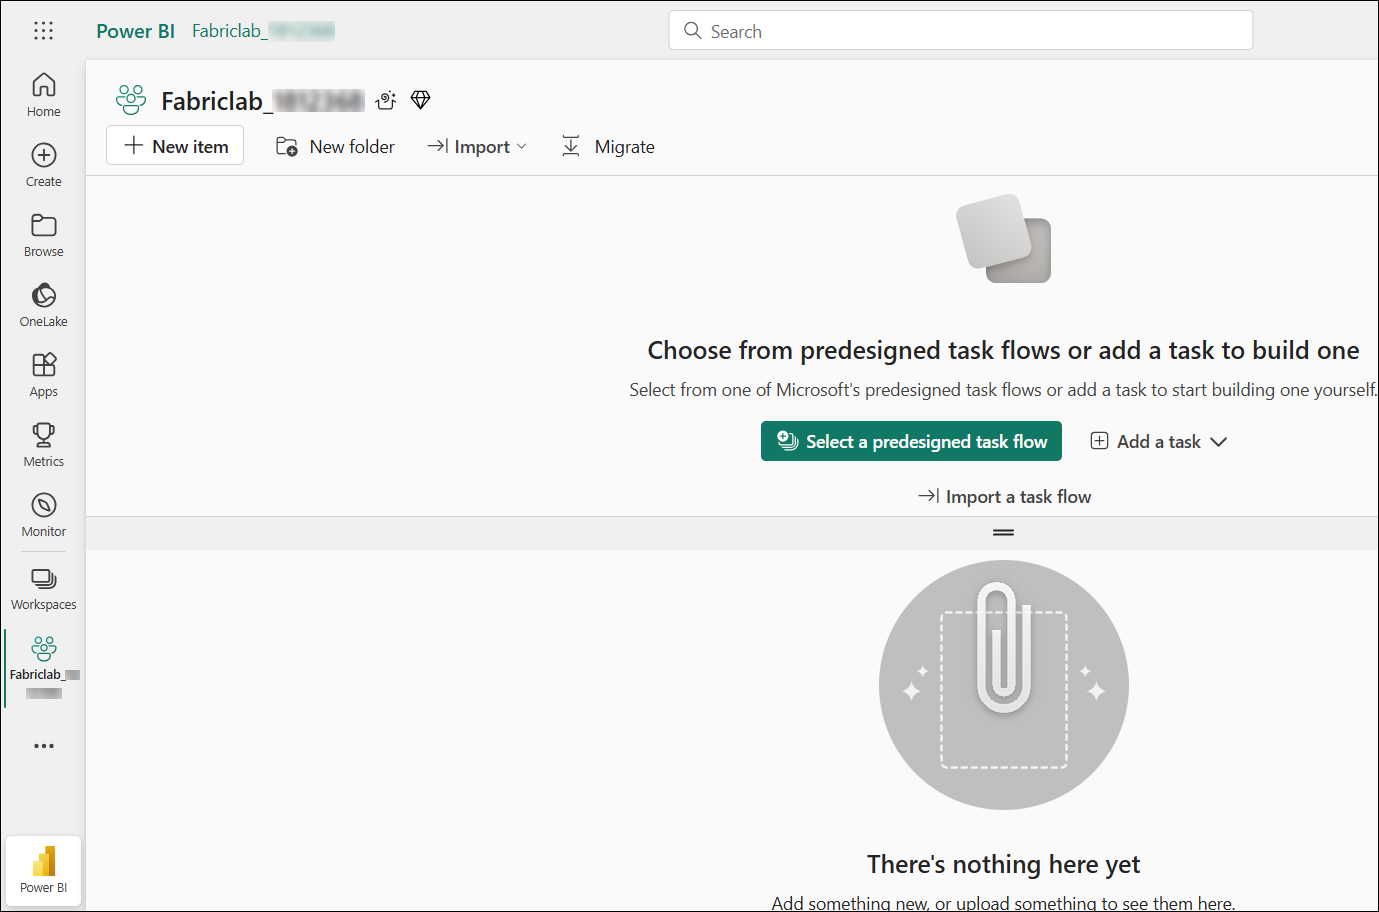 Power BI Fabriclab_
Search
Home
Create
Browse
OneLake
Apps
Metrics
Monitor
Workspaces
Fabriclab_
Power BI
Fabriclab_
New item New folder Import Migrate
Choose from predesigned task flows or add a task to build one
Select from one of Microsoft's predesigned task flows or add a task to start building one yourself.
Select a predesigned task flow Add a task
Import a task flow
There's nothing here yet
Add something new, or upload something to see them here.